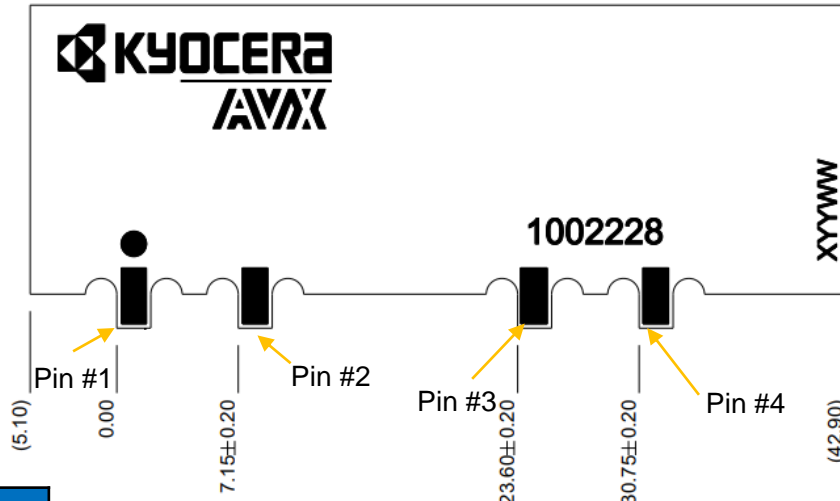 KYOCERA
AVX
XYYWW
1002228
Pin #1
Pin #2
Pin #3
Pin #4
(5.10)
0.00
7.15±0.20
23.60±0.20
30.75±0.20
(42.90)